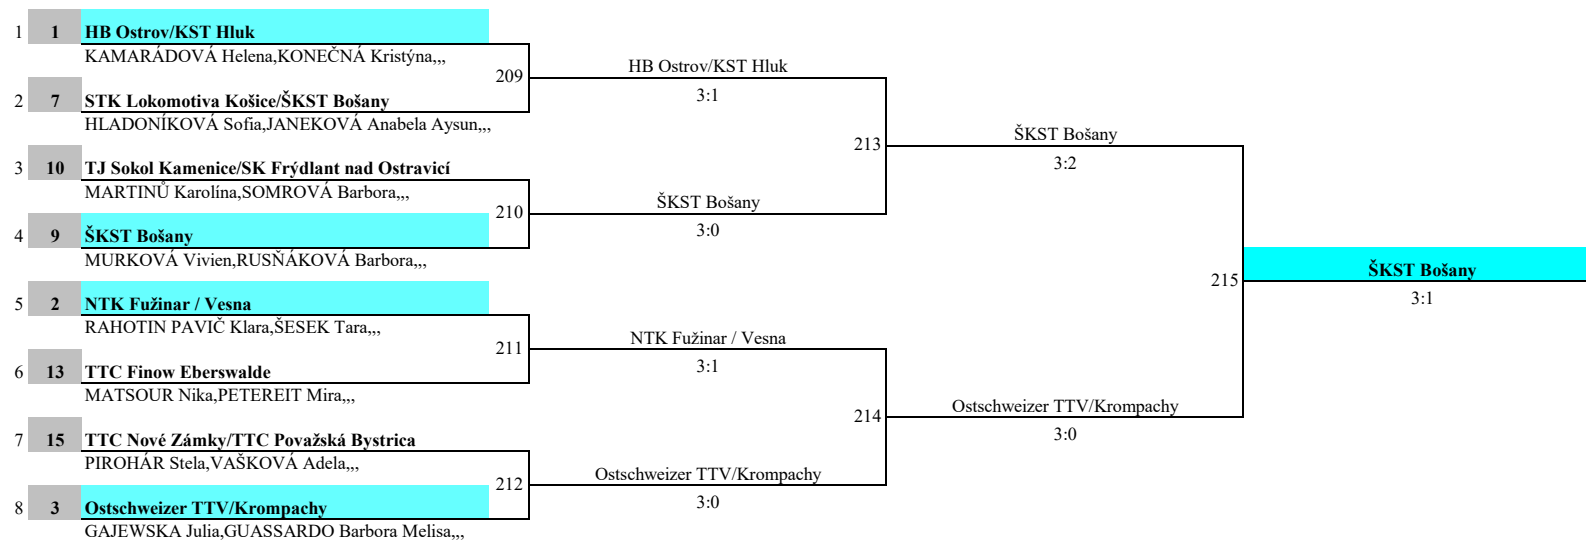 1 1 HB Ostrov/KST Hluk
KAMARÁDOVÁ Helena,KONEČNÁ Kristýna,,,
209
HB Ostrov/KST Hluk
3:1
2 7 STK Lokomotiva Košice/ŠKST Bošany
HLADONÍKOVÁ Sofia,JANEKOVÁ Anabela Aysun,,,
213
ŠKST Bošany
3:2
3 10 TJ Sokol Kamenice/SK Frýdlant nad Ostravicí
MARTINŮ Karolína,SOMROVÁ Barbora,,,
210
ŠKST Bošany
3:0
4 9 ŠKST Bošany
MURKOVÁ Vivien,RUSŇÁKOVÁ Barbora,,,
215
ŠKST Bošany
3:1
5 2 NTK Fužinar / Vesna
RAHOTIN PAVIČ Klara,ŠESEK Tara,,,
211
NTK Fužinar / Vesna
3:1
6 13 TTC Finow Eberswalde
MATSOUR Nika,PETEREIT Mira,,,
214
Ostschweizer TTV/Krompachy
3:0
7 15 TTC Nové Zámky/TTC Považská Bystrica
PIROHÁR Stela,VAŠKOVÁ Adela,,,
212
Ostschweizer TTV/Krompachy
3:0
8 3 Ostschweizer TTV/Krompachy
GAJEWSKA Julia,GUASSARDO Barbora Melisa,,,